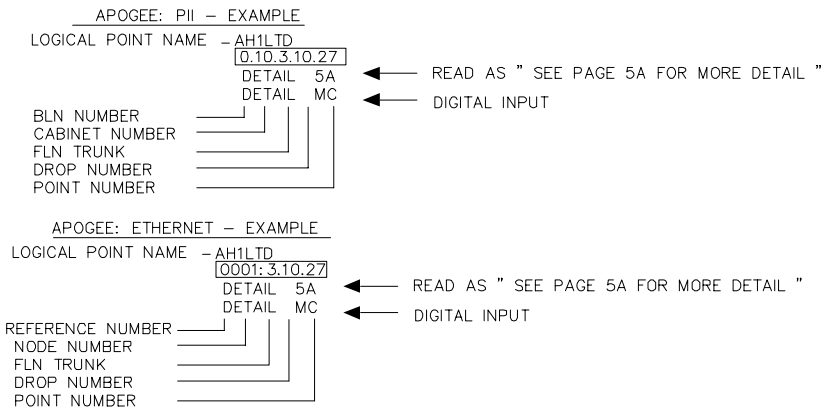 APOGEE: PII – EXAMPLE
LOGICAL POINT NAME – AH1LTD
0.10.3.10.27
DETAIL 5A READ AS " SEE PAGE 5A FOR MORE DETAIL "
DETAIL MC DIGITAL INPUT
BLN NUMBER
CABINET NUMBER
FLN TRUNK
DROP NUMBER
POINT NUMBER
APOGEE: ETHERNET – EXAMPLE
LOGICAL POINT NAME – AH1LTD
0001: 3.10.27
DETAIL 5A READ AS " SEE PAGE 5A FOR MORE DETAIL "
DETAIL MC DIGITAL INPUT
REFERENCE NUMBER
NODE NUMBER
FLN TRUNK
DROP NUMBER
POINT NUMBER